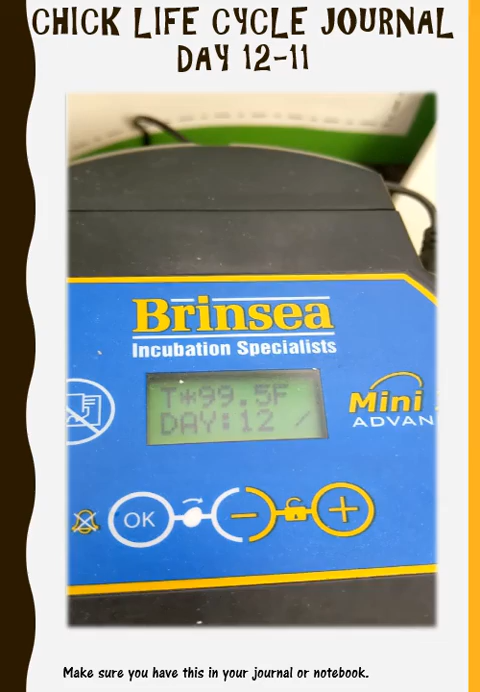 CHICK LIFE CYCLE JOURNAL
DAY 12-11
Brinsea
Incubation Specialists
T*99.5F
DAY:12 /
Mini
ADVAN
OK
Make sure you have this in your journal or notebook.